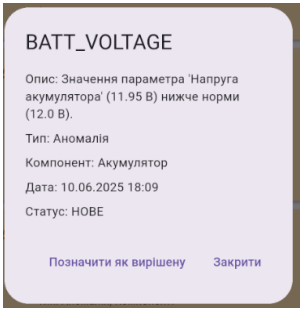 BATT_VOLTAGE
Опис: Значення параметра 'Напруга
акумулятора' (11.95 В) нижче норми
(12.0 В).
Тип: Аномалія
Компонент: Акумулятор
Дата: 10.06.2025 18:09
Статус: НОВЕ
Позначити як вирішену Закрити